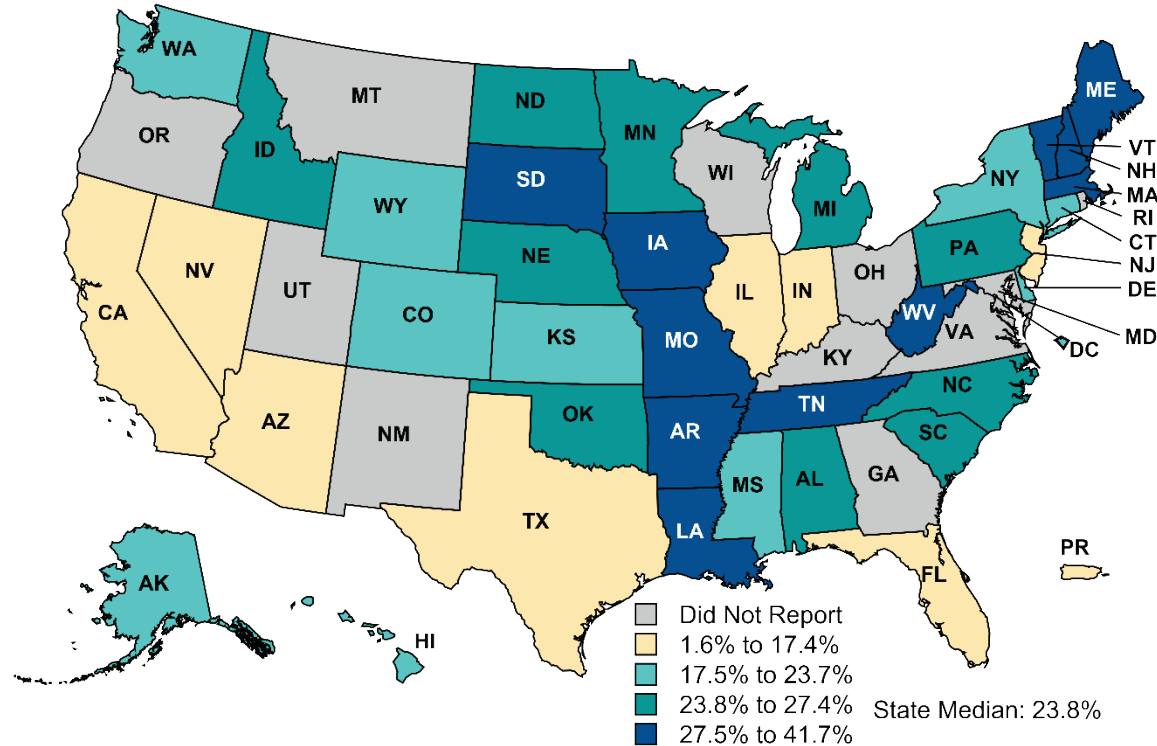 WA
MT
ND
MN
ME
OR
ID
SD
WI
VT
NH
NY
MA
WY
MI
RI
IA
PA
CT
NE
NJ
NV
UT
OH
DE
CA
CO
IL
IN
WV
MD
KS
MO
VA
DC
KY
AZ
NM
OK
TN
NC
AR
SC
MS
AL
GA
TX
LA
PR
AK
FL
HI
Did Not Report
1.6% to 17.4%
17.5% to 23.7%
23.8% to 27.4%
27.5% to 41.7%
State Median: 23.8%